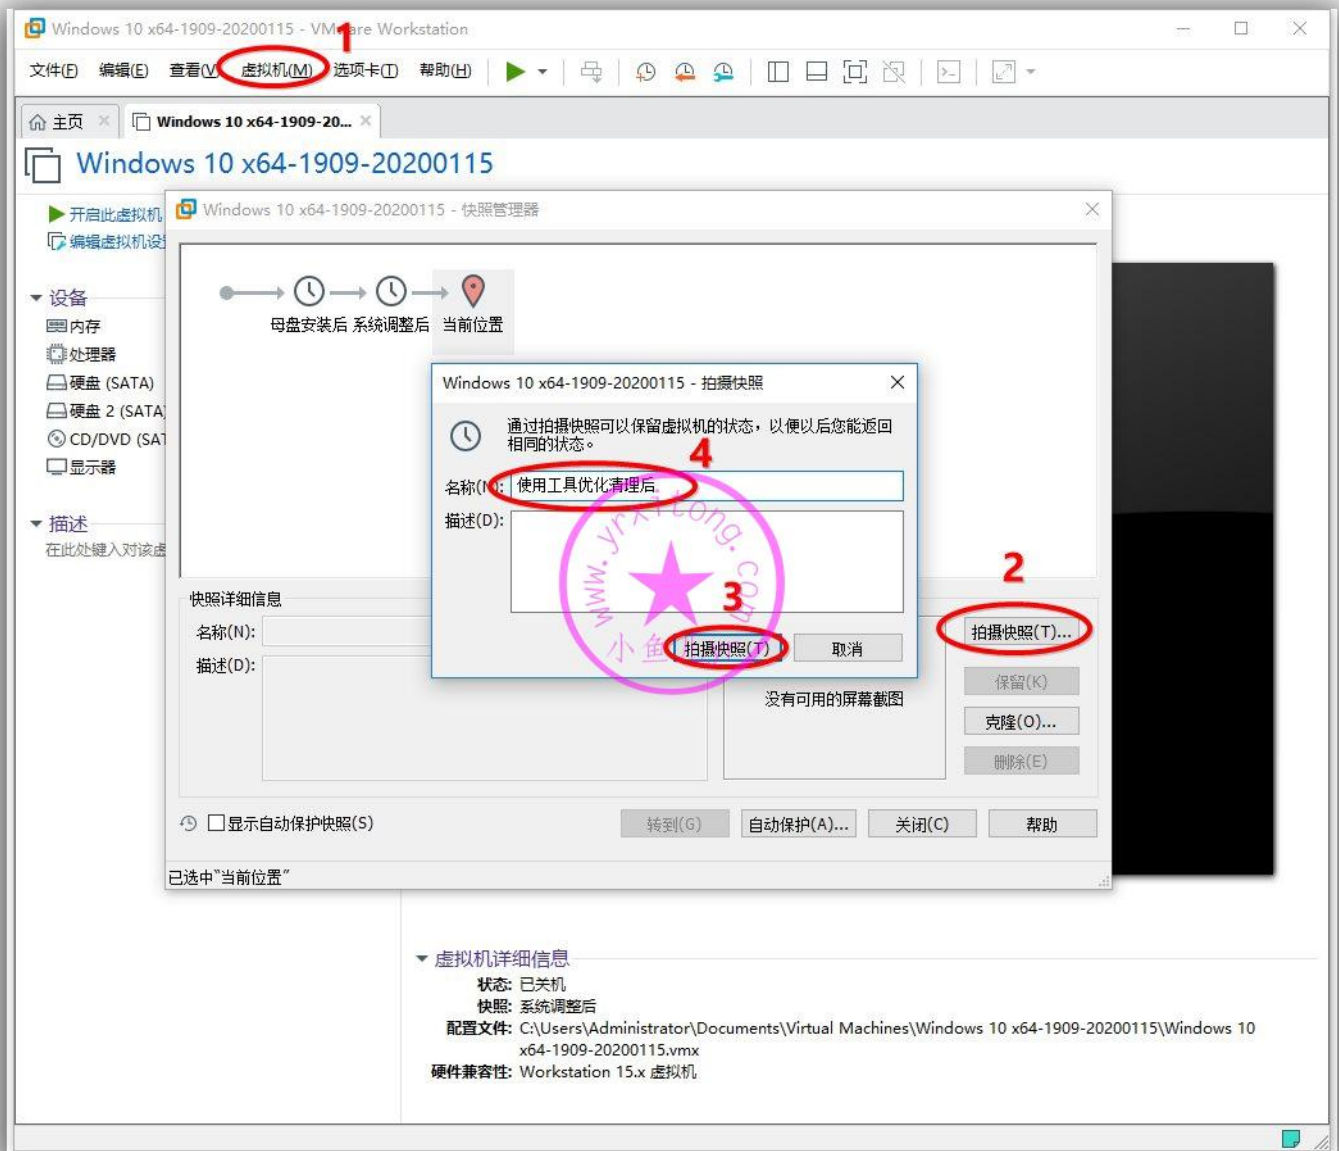 Windows 10 x64-1909-20200115 - VMware Workstation
1
文件(F) 编辑(E) 查看(V 虚拟机(M) 选项卡(T) 帮助(H)
主页 Windows 10 x64-1909-20...
Windows 10 x64-1909-20200115
开启此虚拟机
编辑虚拟机设
设备
内存
处理器
硬盘 (SATA)
硬盘 2 (SATA
CD/DVD (SAT
显示器
描述
在此处键入对该虚
Windows 10 x64-1909-20200115 - 快照管理器
母盘安装后 系统调整后 当前位置
Windows 10 x64-1909-20200115 - 拍摄快照
通过拍摄快照可以保留虚拟机的状态，以便以后您能返回
相同的状态。
4
名称(N): 使用工具优化清理后
描述(D):
www.yrxitong.com
小鱼
3
拍摄快照(T) 取消
2
快照详细信息
名称(N):
描述(D):
没有可用的屏幕截图
拍摄快照(T)...
保留(K)
克隆(O)...
删除(E)
显示自动保护快照(S) 转到(G) 自动保护(A)... 关闭(C) 帮助
已选中“当前位置”
虚拟机详细信息
状态: 已关机
快照: 系统调整后
配置文件: C:\Users\Administrator\Documents\Virtual Machines\Windows 10 x64-1909-20200115\Windows 10
x64-1909-20200115.vmx
硬件兼容性: Workstation 15.x 虚拟机